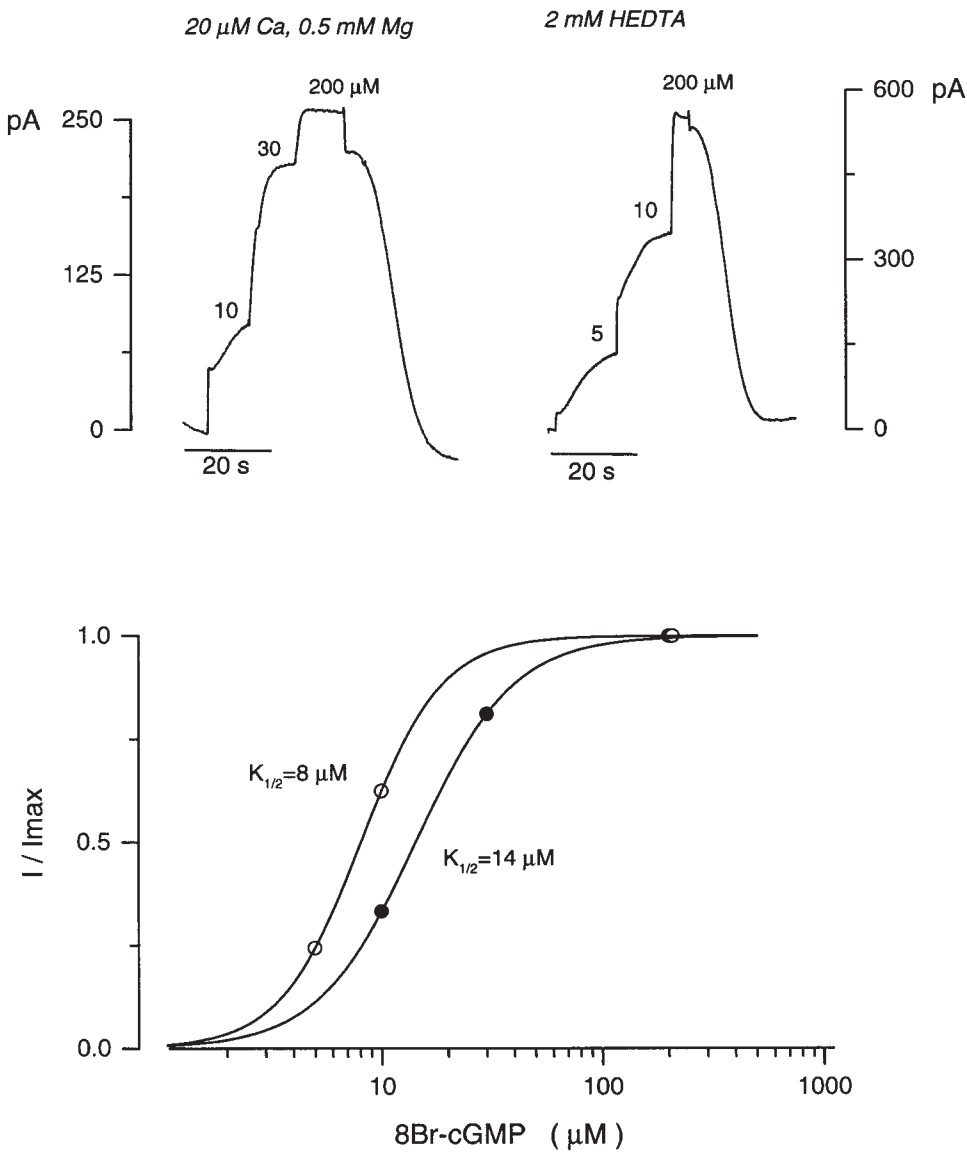 20 μM Ca, 0.5 mM Mg
2 mM HEDTA
pA
250
125
0
10
30
200 μM
20 s
5
10
200 μM
20 s
600
pA
300
0
1.0
0.5
0.0
I / Imax
K1/2=8 μM
K1/2=14 μM
10
100
1000
8Br-cGMP ( μM )